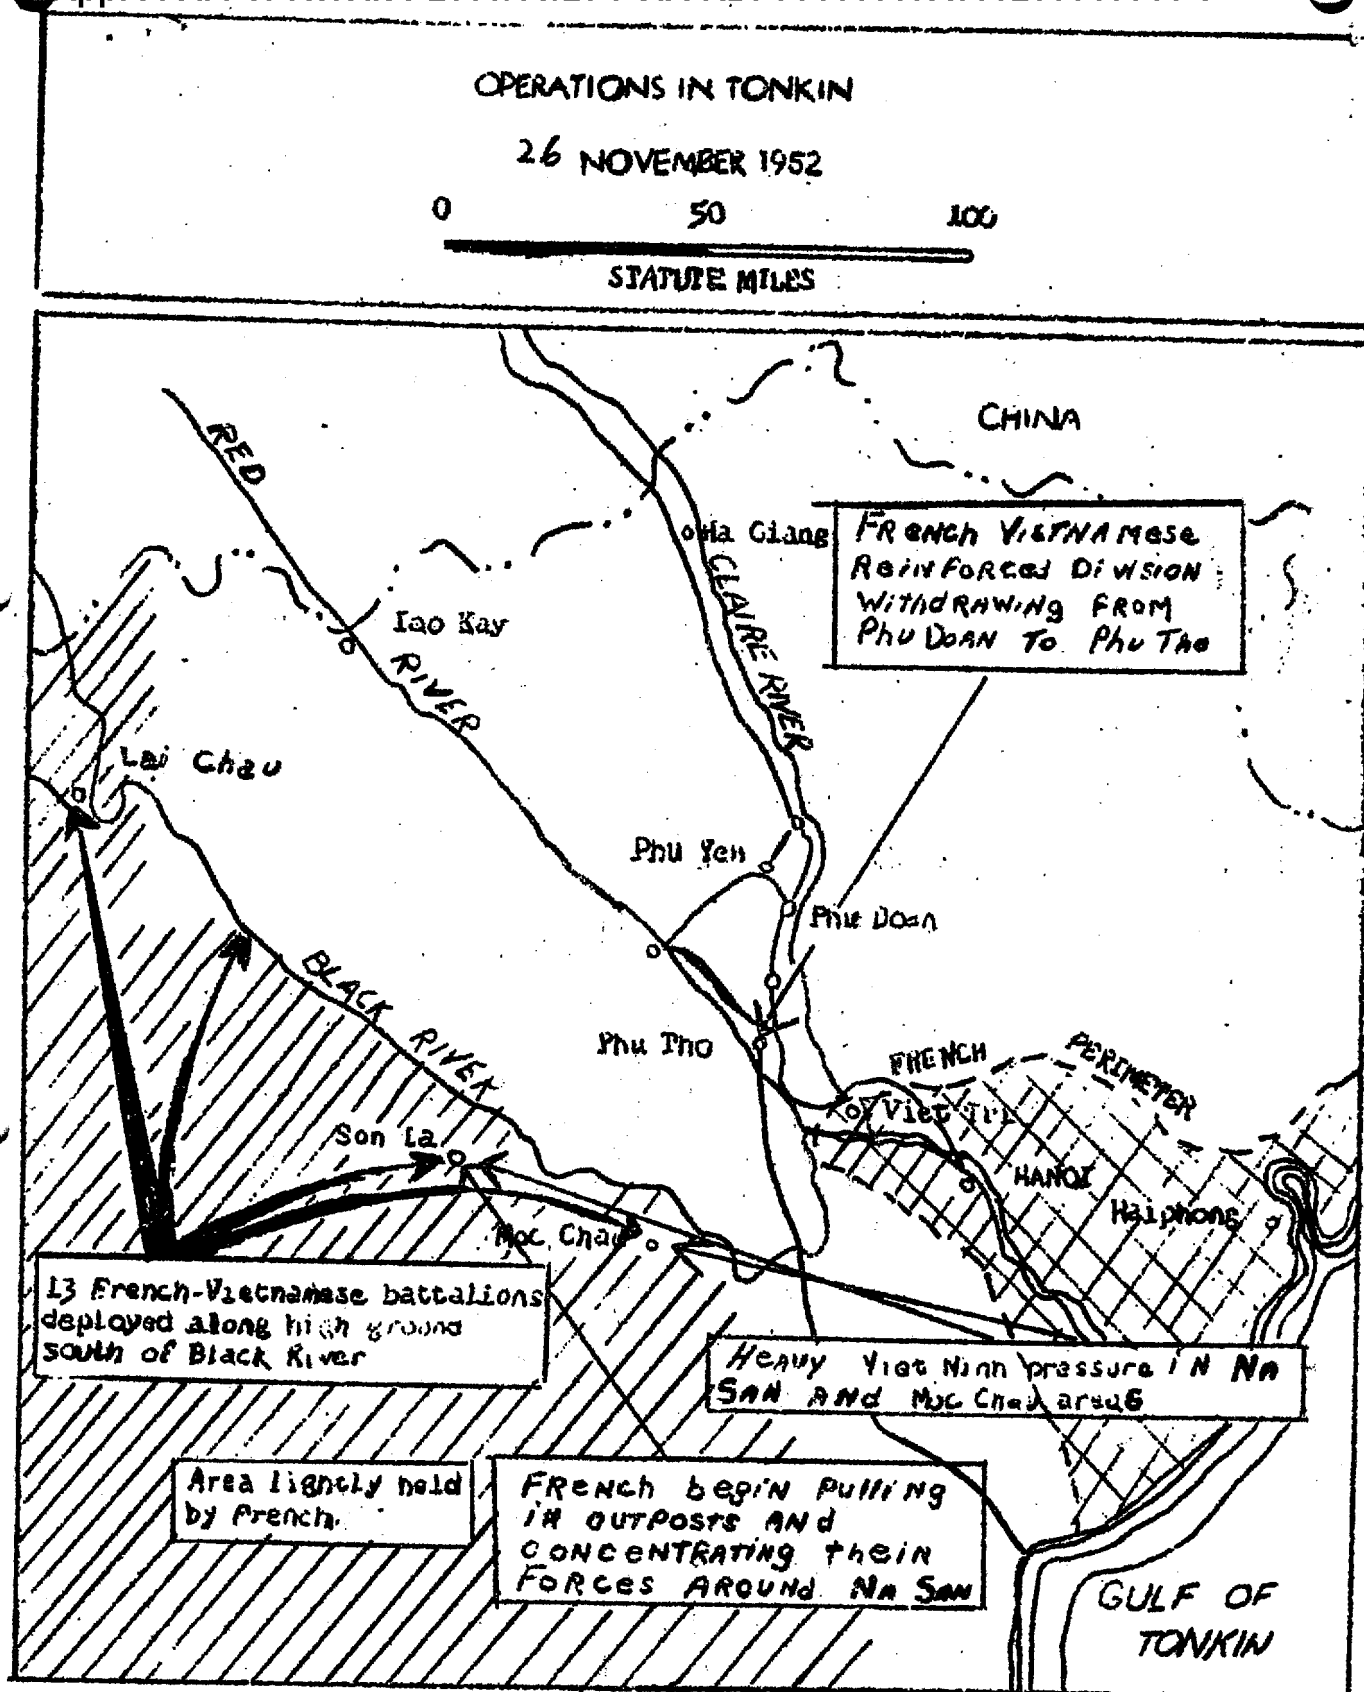 OPERATIONS IN TONKIN
26 NOVEMBER 1952
0 50 100
STATUTE MILES
CHINA
RED
RIVER
Ha Giang
CLAIRE RIVER
FRENCH VIETNAMESE
REINFORCED DIVISION
WITHDRAWING FROM
PHU DOAN TO PHU THO
Lao Kay
Lai Chau
Phu Yen
Phu Doan
BLACK RIVER
Phu Tho
FRENCH
PERIMETER
Viet Tri
Son La
HANOI
Haiphong
Moc Chau
13 French-Vietnamese battalions
deployed along high ground
south of Black River
HEAVY Viet Minh pressure IN NA
SAN AND Moc Chau areas
Area lightly held
by French.
FRENCH begin PULLING
IN OUTPOSTS AND
CONCENTRATING their
FORCES AROUND NA SAN
GULF OF
TONKIN